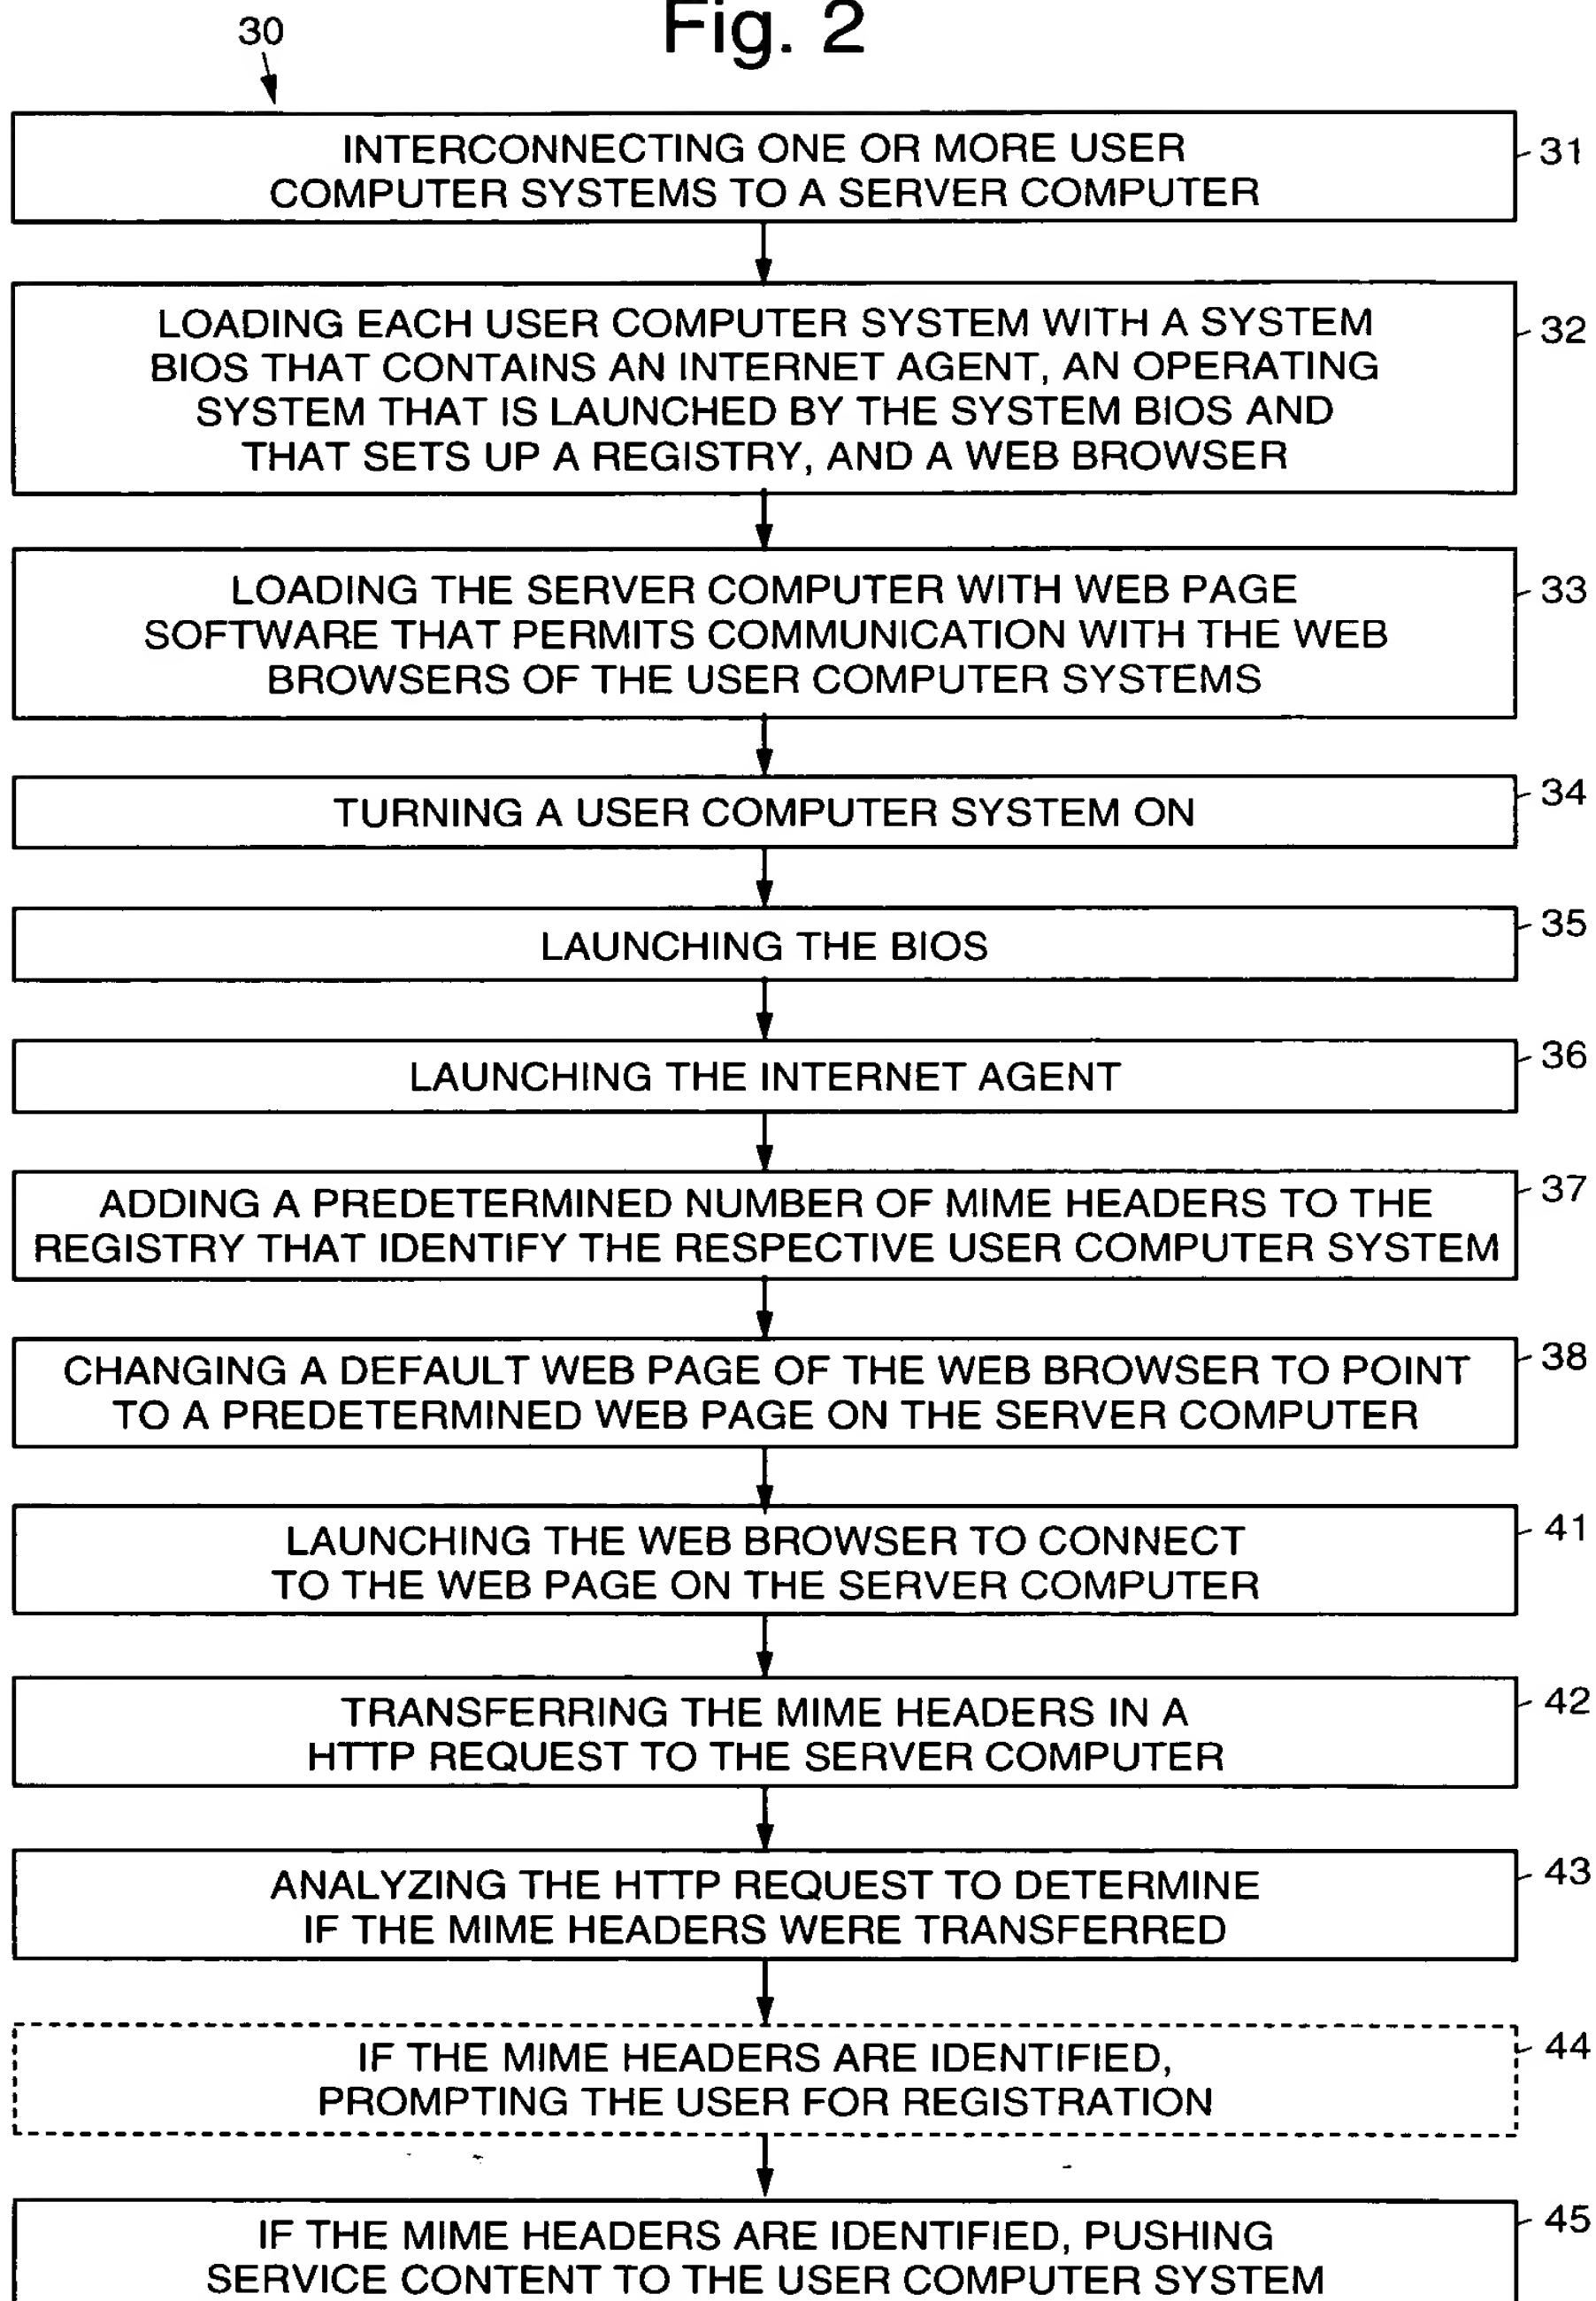 Fig. 2
30
INTERCONNECTING ONE OR MORE USER
COMPUTER SYSTEMS TO A SERVER COMPUTER
31
LOADING EACH USER COMPUTER SYSTEM WITH A SYSTEM
BIOS THAT CONTAINS AN INTERNET AGENT, AN OPERATING
SYSTEM THAT IS LAUNCHED BY THE SYSTEM BIOS AND
THAT SETS UP A REGISTRY, AND A WEB BROWSER
32
LOADING THE SERVER COMPUTER WITH WEB PAGE
SOFTWARE THAT PERMITS COMMUNICATION WITH THE WEB
BROWSERS OF THE USER COMPUTER SYSTEMS
33
TURNING A USER COMPUTER SYSTEM ON
34
LAUNCHING THE BIOS
35
LAUNCHING THE INTERNET AGENT
36
ADDING A PREDETERMINED NUMBER OF MIME HEADERS TO THE
REGISTRY THAT IDENTIFY THE RESPECTIVE USER COMPUTER SYSTEM
37
CHANGING A DEFAULT WEB PAGE OF THE WEB BROWSER TO POINT
TO A PREDETERMINED WEB PAGE ON THE SERVER COMPUTER
38
LAUNCHING THE WEB BROWSER TO CONNECT
TO THE WEB PAGE ON THE SERVER COMPUTER
41
TRANSFERRING THE MIME HEADERS IN A
HTTP REQUEST TO THE SERVER COMPUTER
42
ANALYZING THE HTTP REQUEST TO DETERMINE
IF THE MIME HEADERS WERE TRANSFERRED
43
IF THE MIME HEADERS ARE IDENTIFIED,
PROMPTING THE USER FOR REGISTRATION
44
IF THE MIME HEADERS ARE IDENTIFIED, PUSHING
SERVICE CONTENT TO THE USER COMPUTER SYSTEM
45